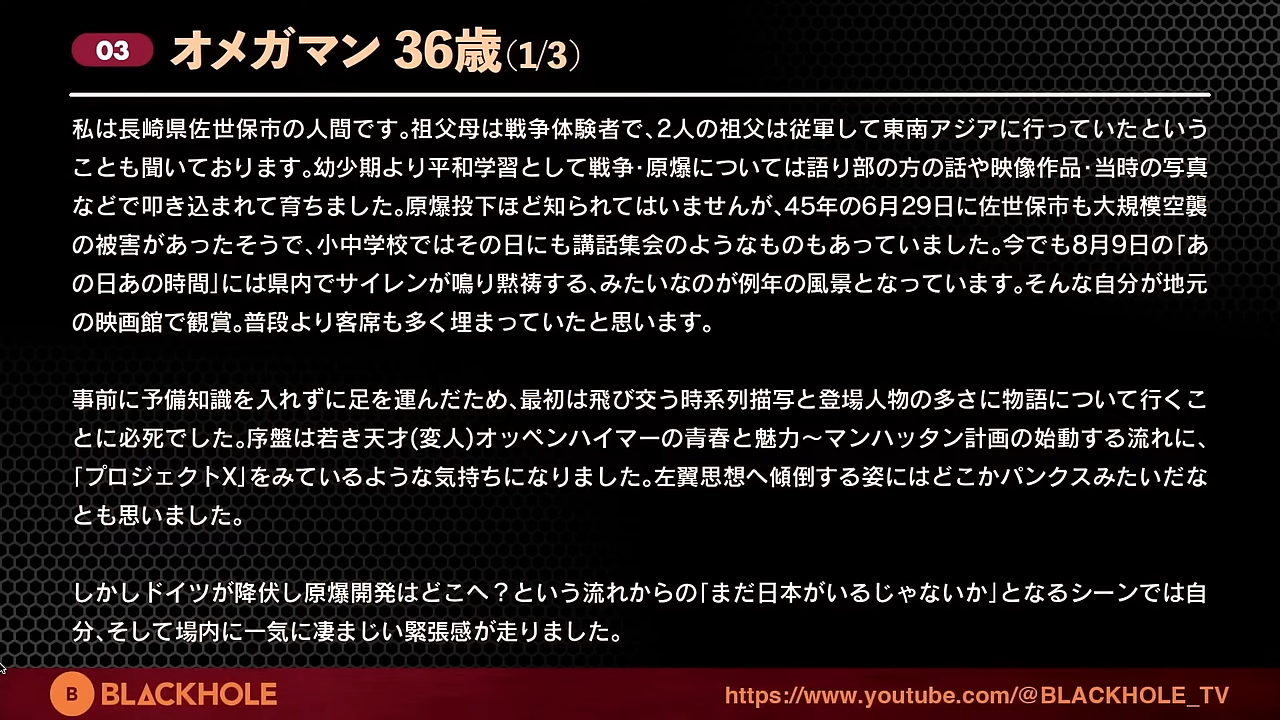 03 オメガマン 36歳(1/3)
私は長崎県佐世保市の人間です。祖父母は戦争体験者で、2人の祖父は従軍して東南アジアに行っていたという
ことも聞いております。幼少期より平和学習として戦争・原爆については語り部の方の話や映像作品・当時の写真
などで叩き込まれて育ちました。原爆投下ほど知られてはいませんが、45年の6月29日に佐世保市も大規模空襲
の被害があったそうで、小中学校ではその日にも講話集会のようなものもあっていました。今でも8月9日の「あ
の日あの時間」には県内でサイレンが鳴り黙祷する、みたいなのが例年の風景となっています。そんな自分が地元
の映画館で観賞。普段より客席も多く埋まっていたと思います。
事前に予備知識を入れずに足を運んだため、最初は飛び交う時系列描写と登場人物の多さに物語について行くこ
とに必死でした。序盤は若き天才(変人)オッペンハイマーの青春と魅力〜マンハッタン計画の始動する流れに、
「プロジェクトX」をみているような気持ちになりました。左翼思想へ傾倒する姿にはどこかパンクスみたいだな
とも思いました。
しかしドイツが降伏し原爆開発はどこへ？という流れからの「まだ日本がいるじゃないか」となるシーンでは自
分、そして場内に一気に凄まじい緊張感が走りました。
B BLACKHOLE
https://www.youtube.com/@BLACKHOLE_TV